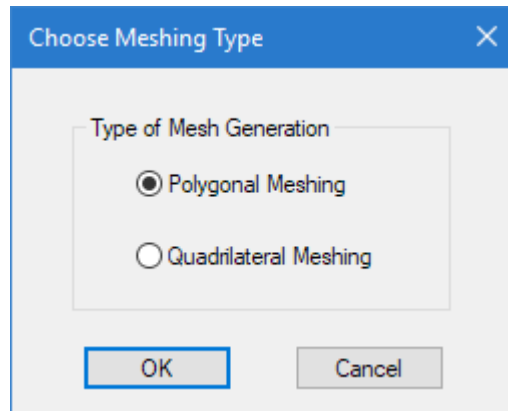 Choose Meshing Type
Type of Mesh Generation
Polygonal Meshing
Quadrilateral Meshing
OK
Cancel